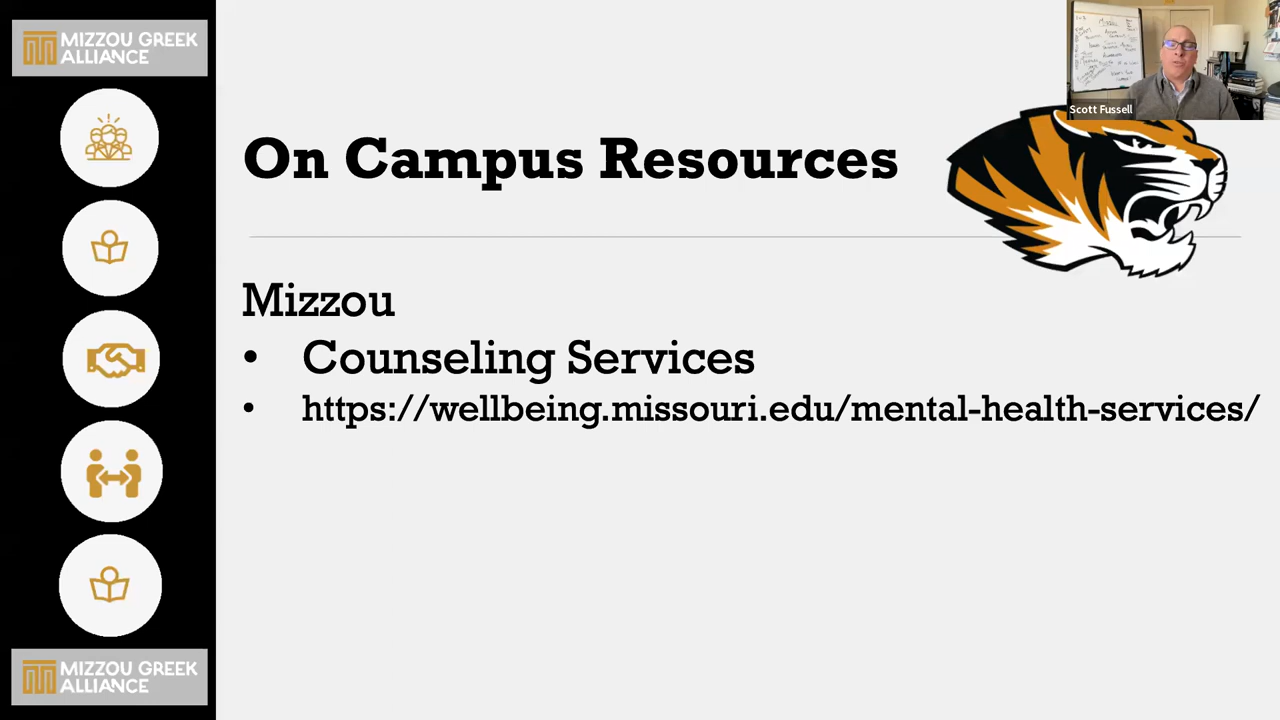 MIZZOU GREEK
ALLIANCE
Scott Fussell
On Campus Resources
Mizzou
• Counseling Services
• https://wellbeing.missouri.edu/mental-health-services/
MIZZOU GREEK
ALLIANCE